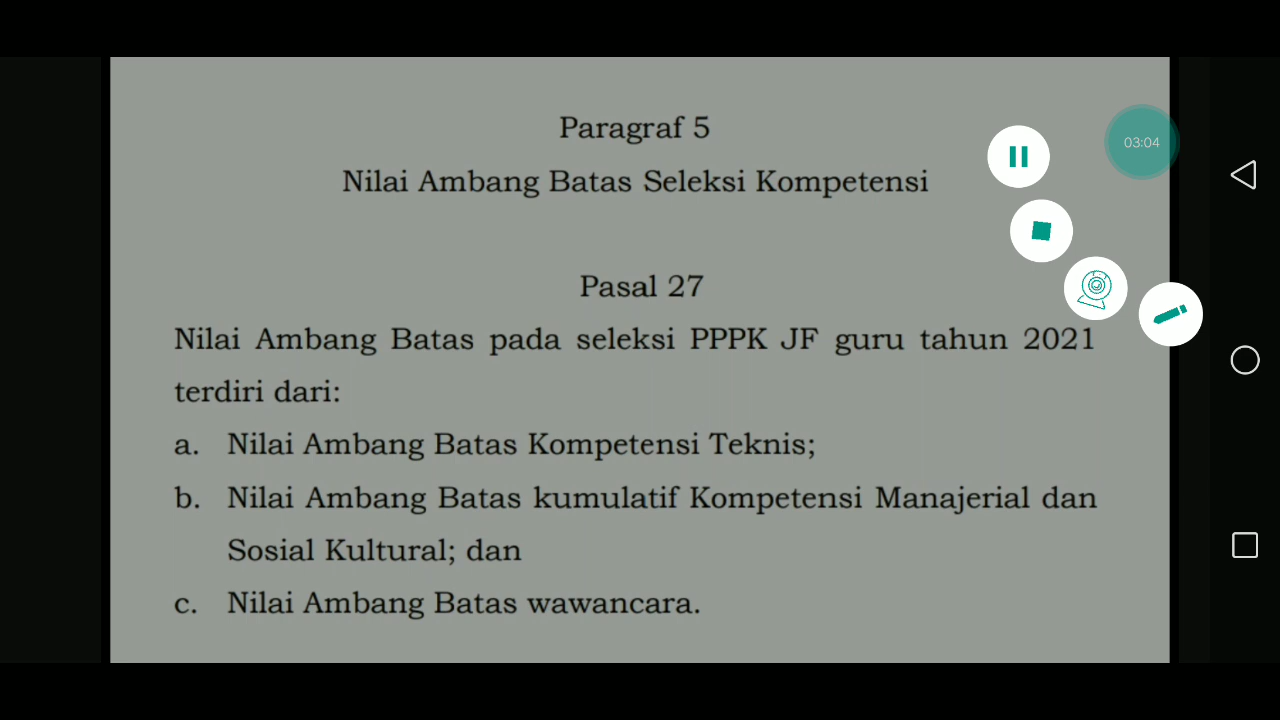 Paragraf 5
Nilai Ambang Batas Seleksi Kompetensi
03:04
Pasal 27
Nilai Ambang Batas pada seleksi PPPK JF guru tahun 2021
terdiri dari:
a. Nilai Ambang Batas Kompetensi Teknis;
b. Nilai Ambang Batas kumulatif Kompetensi Manajerial dan
Sosial Kultural; dan
c. Nilai Ambang Batas wawancara.